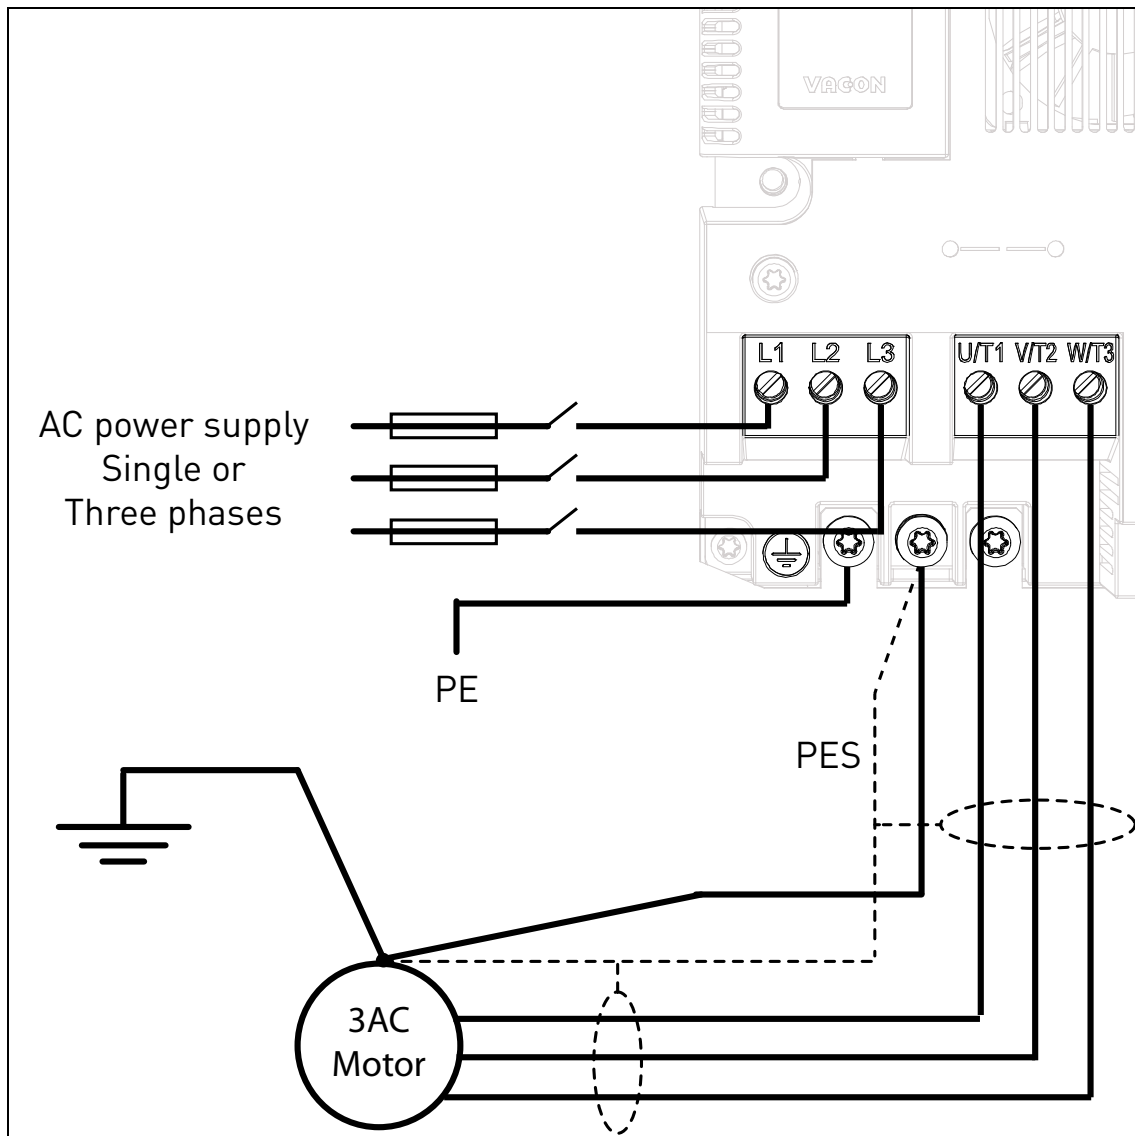 VACON
L1 L2 L3
U/T1 V/T2 W/T3
AC power supply
Single or
Three phases
PE
PES
3AC
Motor